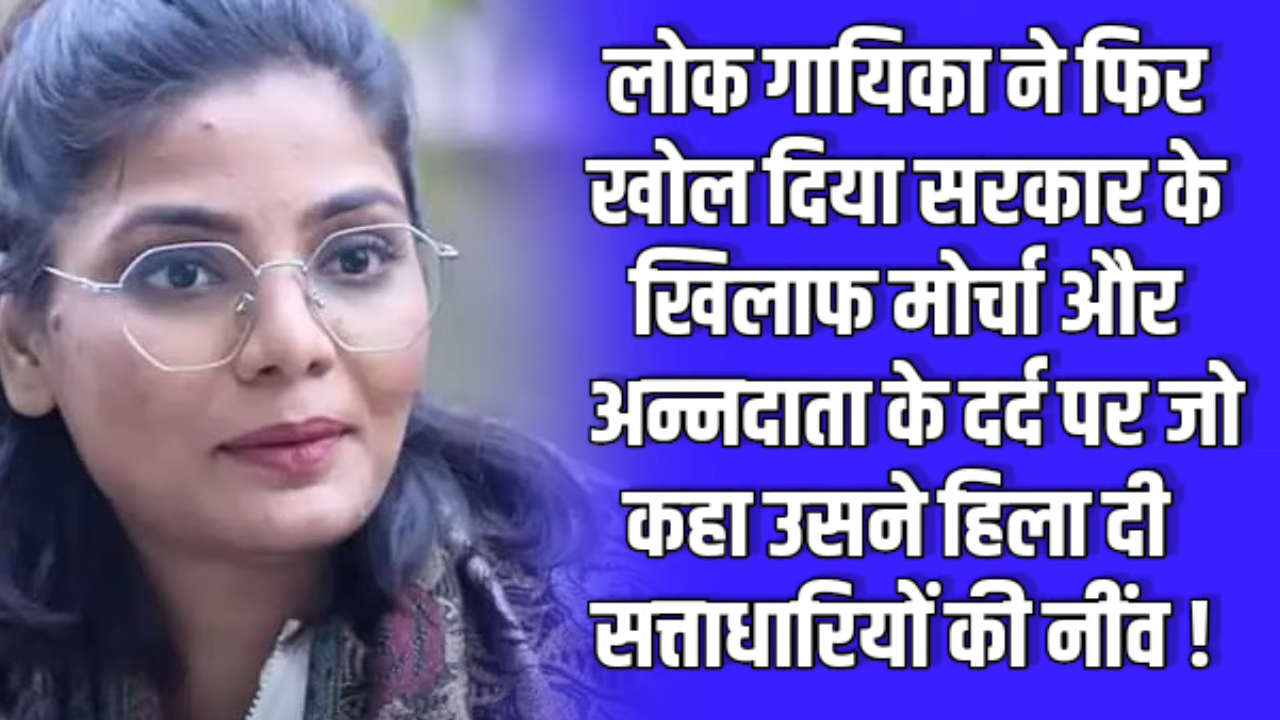 लोक गायिका ने फिर
खोल दिया सरकार के
खिलाफ मोर्चा और
अन्नदाता के दर्द पर जो
कहा उसने हिला दी
सत्ताधारियों की नींव !